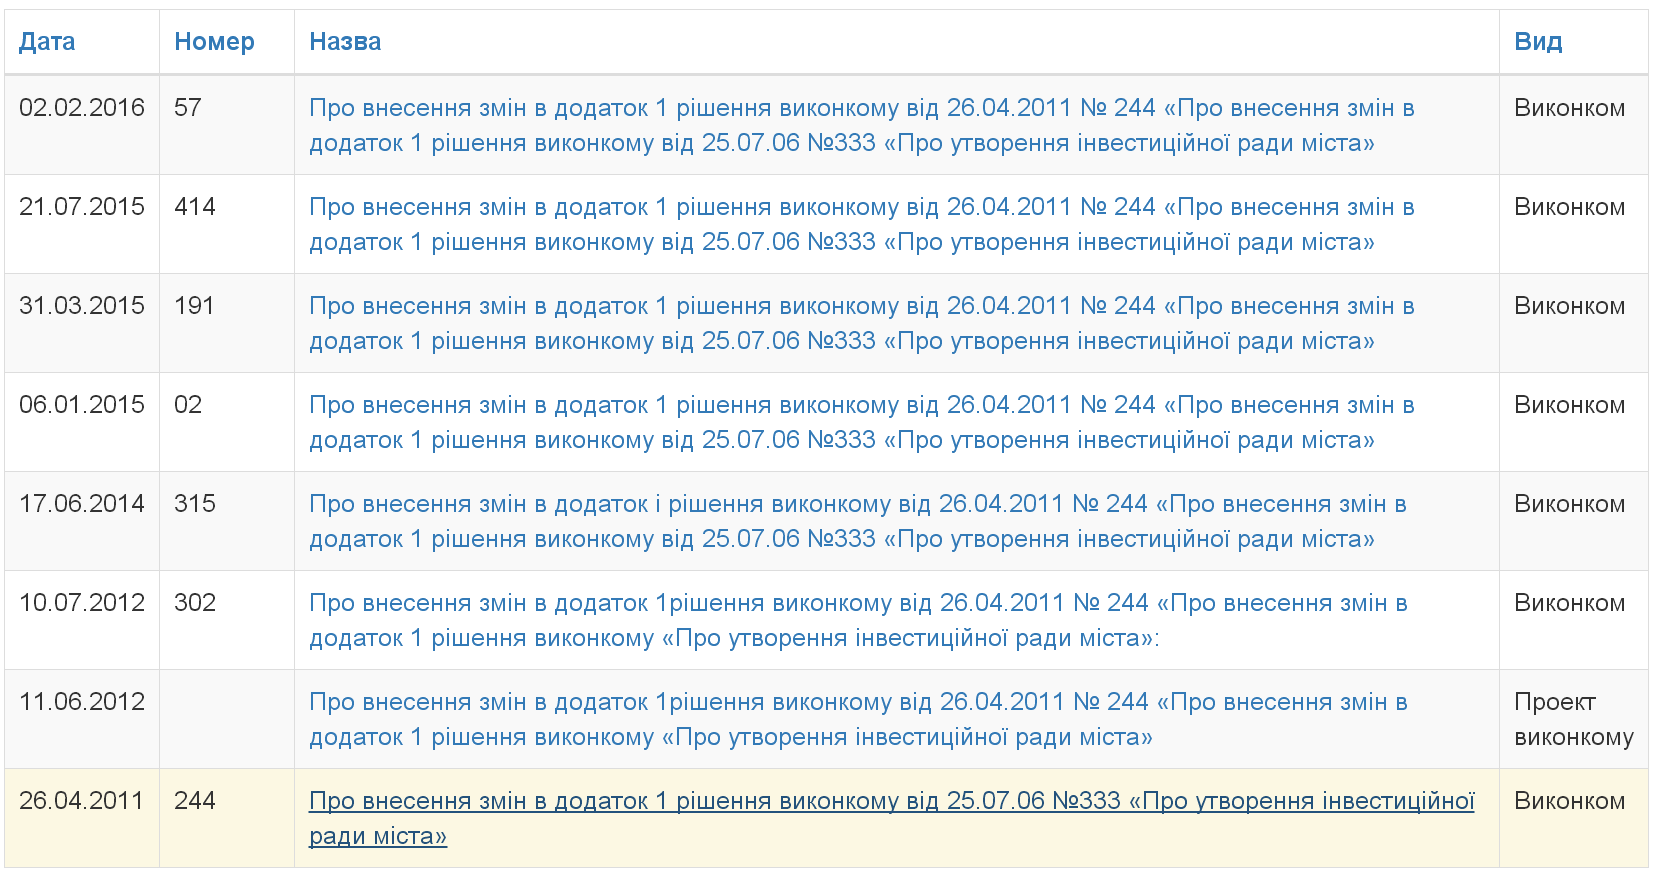 Дата Номер Назва Вид
02.02.2016 57 Про внесення змін в додаток 1 рішення виконкому від 26.04.2011 № 244 «Про внесення змін в Виконком
додаток 1 рішення виконкому від 25.07.06 №333 «Про утворення інвестиційної ради міста»
21.07.2015 414 Про внесення змін в додаток 1 рішення виконкому від 26.04.2011 № 244 «Про внесення змін в Виконком
додаток 1 рішення виконкому від 25.07.06 №333 «Про утворення інвестиційної ради міста»
31.03.2015 191 Про внесення змін в додаток 1 рішення виконкому від 26.04.2011 № 244 «Про внесення змін в Виконком
додаток 1 рішення виконкому від 25.07.06 №333 «Про утворення інвестиційної ради міста»
06.01.2015 02 Про внесення змін в додаток 1 рішення виконкому від 26.04.2011 № 244 «Про внесення змін в Виконком
додаток 1 рішення виконкому від 25.07.06 №333 «Про утворення інвестиційної ради міста»
17.06.2014 315 Про внесення змін в додаток і рішення виконкому від 26.04.2011 № 244 «Про внесення змін в Виконком
додаток 1 рішення виконкому від 25.07.06 №333 «Про утворення інвестиційної ради міста»
10.07.2012 302 Про внесення змін в додаток 1рішення виконкому від 26.04.2011 № 244 «Про внесення змін в Виконком
додаток 1 рішення виконкому «Про утворення інвестиційної ради міста»:
11.06.2012 Про внесення змін в додаток 1рішення виконкому від 26.04.2011 № 244 «Про внесення змін в Проект
додаток 1 рішення виконкому «Про утворення інвестиційної ради міста» виконкому
26.04.2011 244 Про внесення змін в додаток 1 рішення виконкому від 25.07.06 №333 «Про утворення інвестиційної Виконком
ради міста»